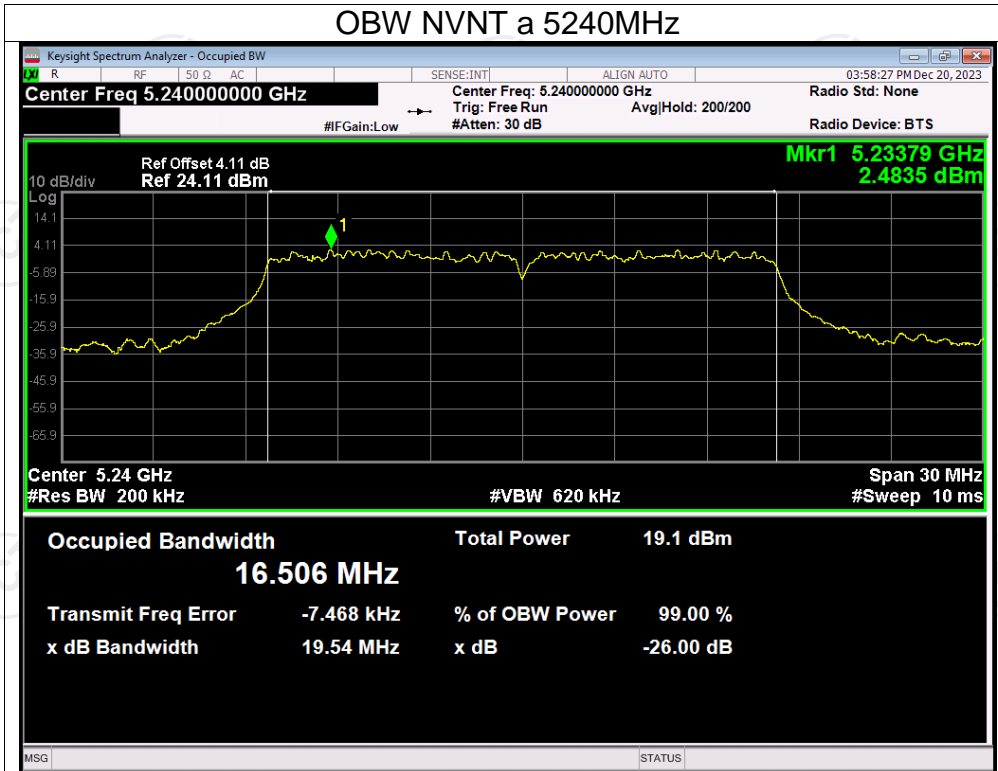 OBW NVNT a 5240MHz
Keysight Spectrum Analyzer - Occupied BW
LXI R RF 50 Ω AC SENSE:INT ALIGN AUTO 03:58:27 PM Dec 20, 2023
Center Freq 5.240000000 GHz
Center Freq: 5.240000000 GHz Radio Std: None
Trig: Free Run Avg|Hold: 200/200
#IFGain:Low #Atten: 30 dB Radio Device: BTS
Mkr1 5.23379 GHz
2.4835 dBm
Ref Offset 4.11 dB
10 dB/div Ref 24.11 dBm
Log
1
14.1
4.11
-5.89
-15.9
-25.9
-35.9
-45.9
-55.9
-65.9
Center 5.24 GHz Span 30 MHz
#Res BW 200 kHz #VBW 620 kHz #Sweep 10 ms
Occupied Bandwidth Total Power 19.1 dBm
16.506 MHz
Transmit Freq Error -7.468 kHz % of OBW Power 99.00 %
x dB Bandwidth 19.54 MHz x dB -26.00 dB
MSG STATUS